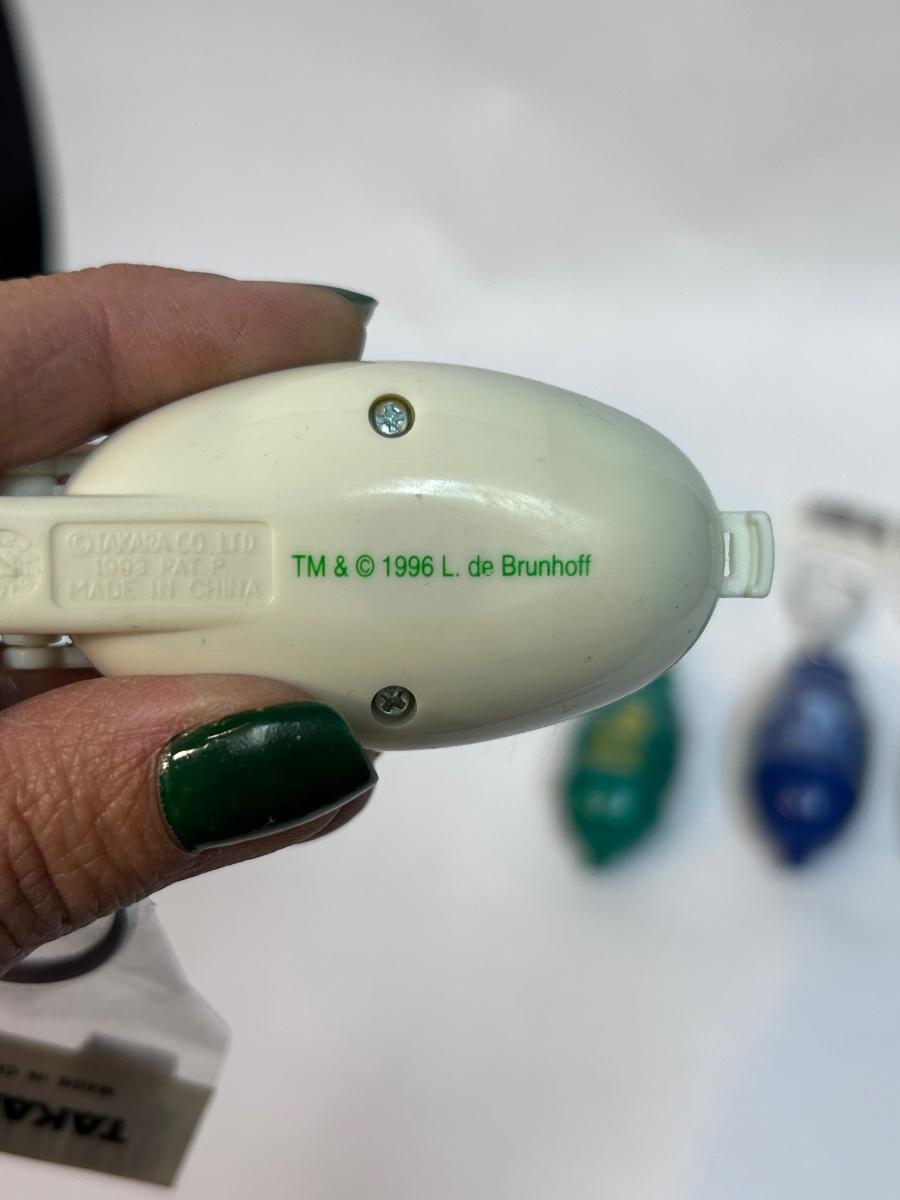 ©TAKARA CO., LTD
1993 PAT. P.
MADE IN CHINA
TM & © 1996 L. de Brunhoff